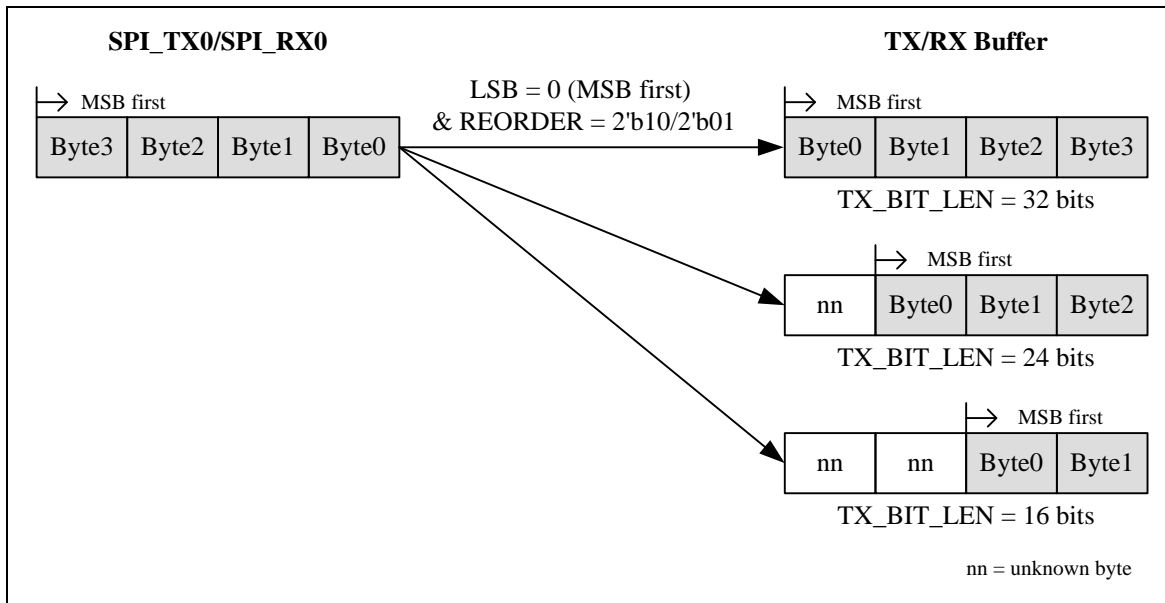 SPI_TX0/SPI_RX0
TX/RX Buffer
MSB first
LSB = 0 (MSB first)
& REORDER = 2'b10/2'b01
MSB first
Byte3 Byte2 Byte1 Byte0
Byte0 Byte1 Byte2 Byte3
TX_BIT_LEN = 32 bits
MSB first
nn Byte0 Byte1 Byte2
TX_BIT_LEN = 24 bits
MSB first
nn nn Byte0 Byte1
TX_BIT_LEN = 16 bits
nn = unknown byte